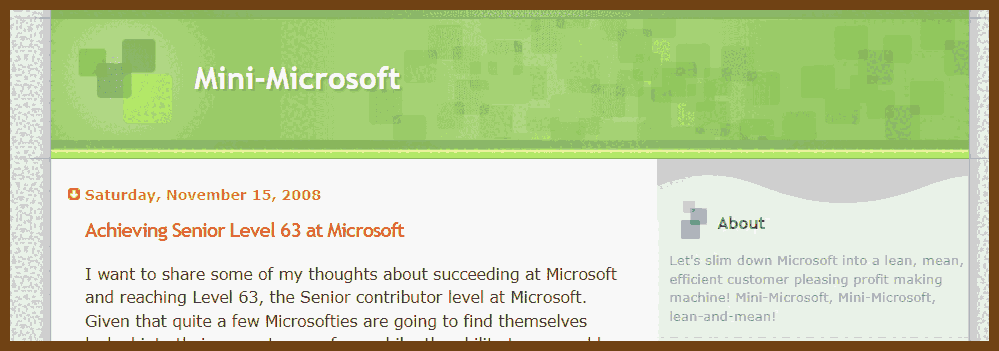 Mini-Microsoft
Saturday, November 15, 2008
Achieving Senior Level 63 at Microsoft
I want to share some of my thoughts about succeeding at Microsoft
and reaching Level 63, the Senior contributor level at Microsoft.
Given that quite a few Microsofties are going to find themselves
About
Let's slim down Microsoft into a lean, mean,
efficient customer pleasing profit making
machine! Mini-Microsoft, Mini-Microsoft,
lean-and-mean!